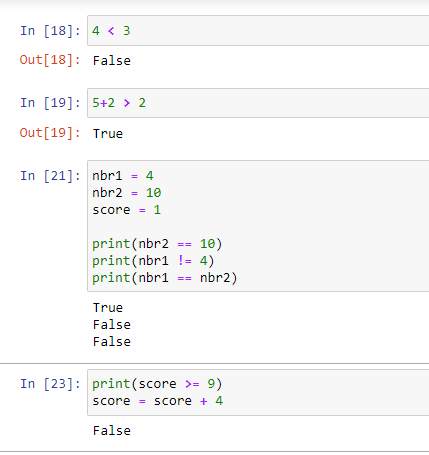 In [18]: 4 < 3
Out[18]: False
In [19]: 5+2 > 2
Out[19]: True
In [21]: nbr1 = 4
nbr2 = 10
score = 1
print(nbr2 == 10)
print(nbr1 != 4)
print(nbr1 == nbr2)
True
False
False
In [23]: print(score >= 9)
score = score + 4
False